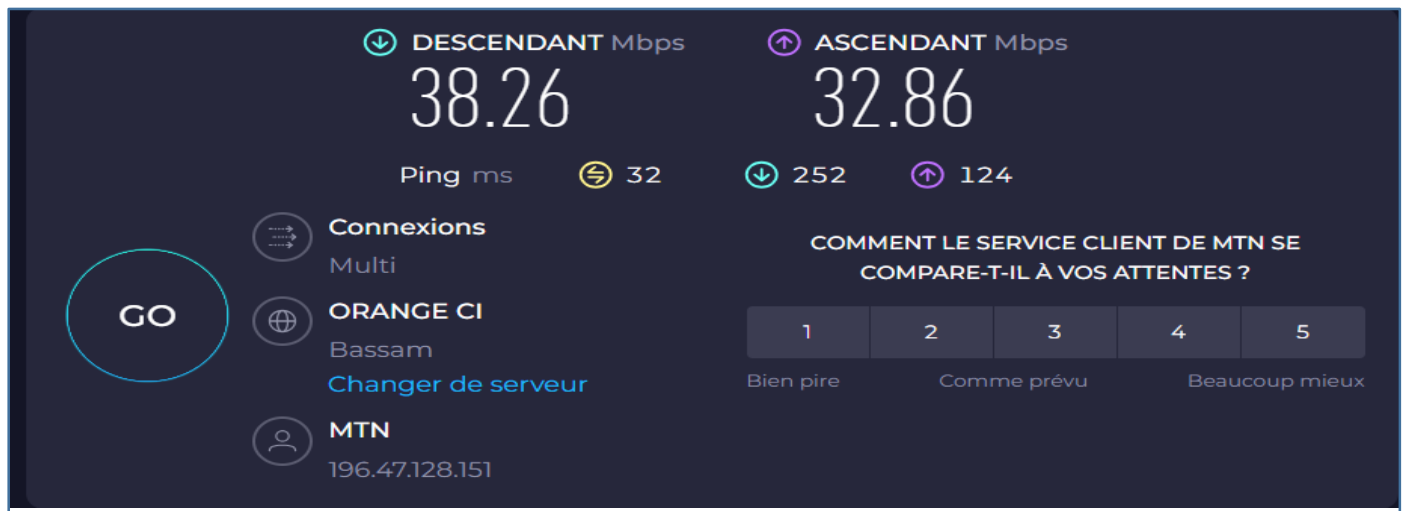 DESCENDANT Mbps
38.26
ASCENDANT Mbps
32.86
Ping ms 32 252 124
GO
Connexions
Multi
ORANGE CI
Bassam
Changer de serveur
MTN
196.47.128.151
COMMENT LE SERVICE CLIENT DE MTN SE
COMPARE-T-IL À VOS ATTENTES ?
1 2 3 4 5
Bien pire Comme prévu Beaucoup mieux